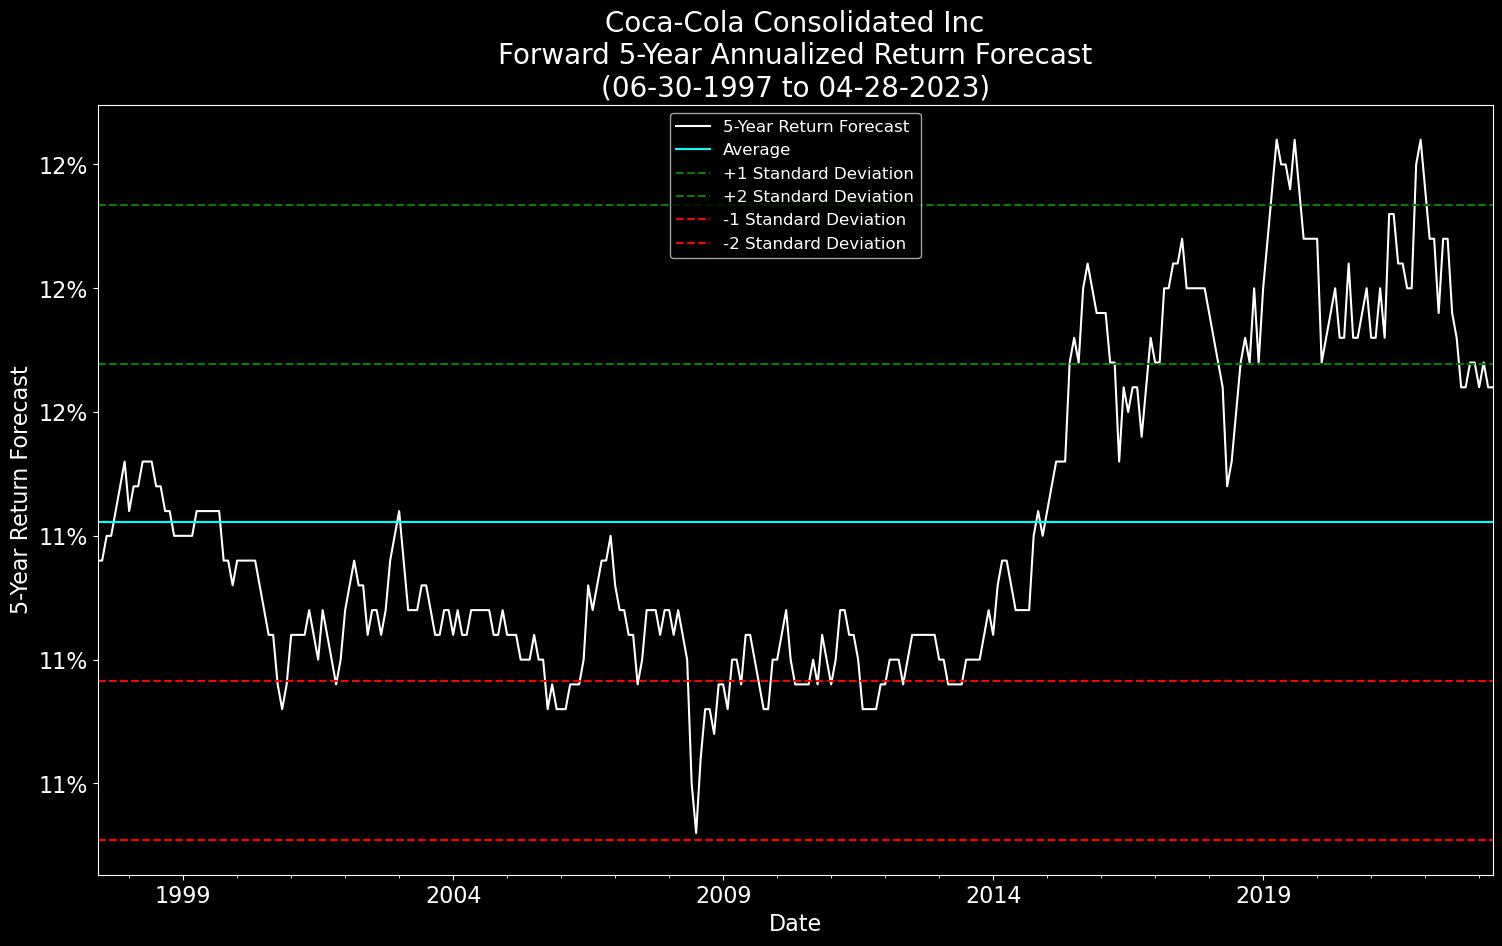 Coca-Cola Consolidated Inc
Forward 5-Year Annualized Return Forecast
(06-30-1997 to 04-28-2023)
5-Year Return Forecast
Average
+1 Standard Deviation
+2 Standard Deviation
-1 Standard Deviation
-2 Standard Deviation
12%
12%
12%
11%
11%
11%
5-Year Return Forecast
1999
2004
2009
2014
2019
Date